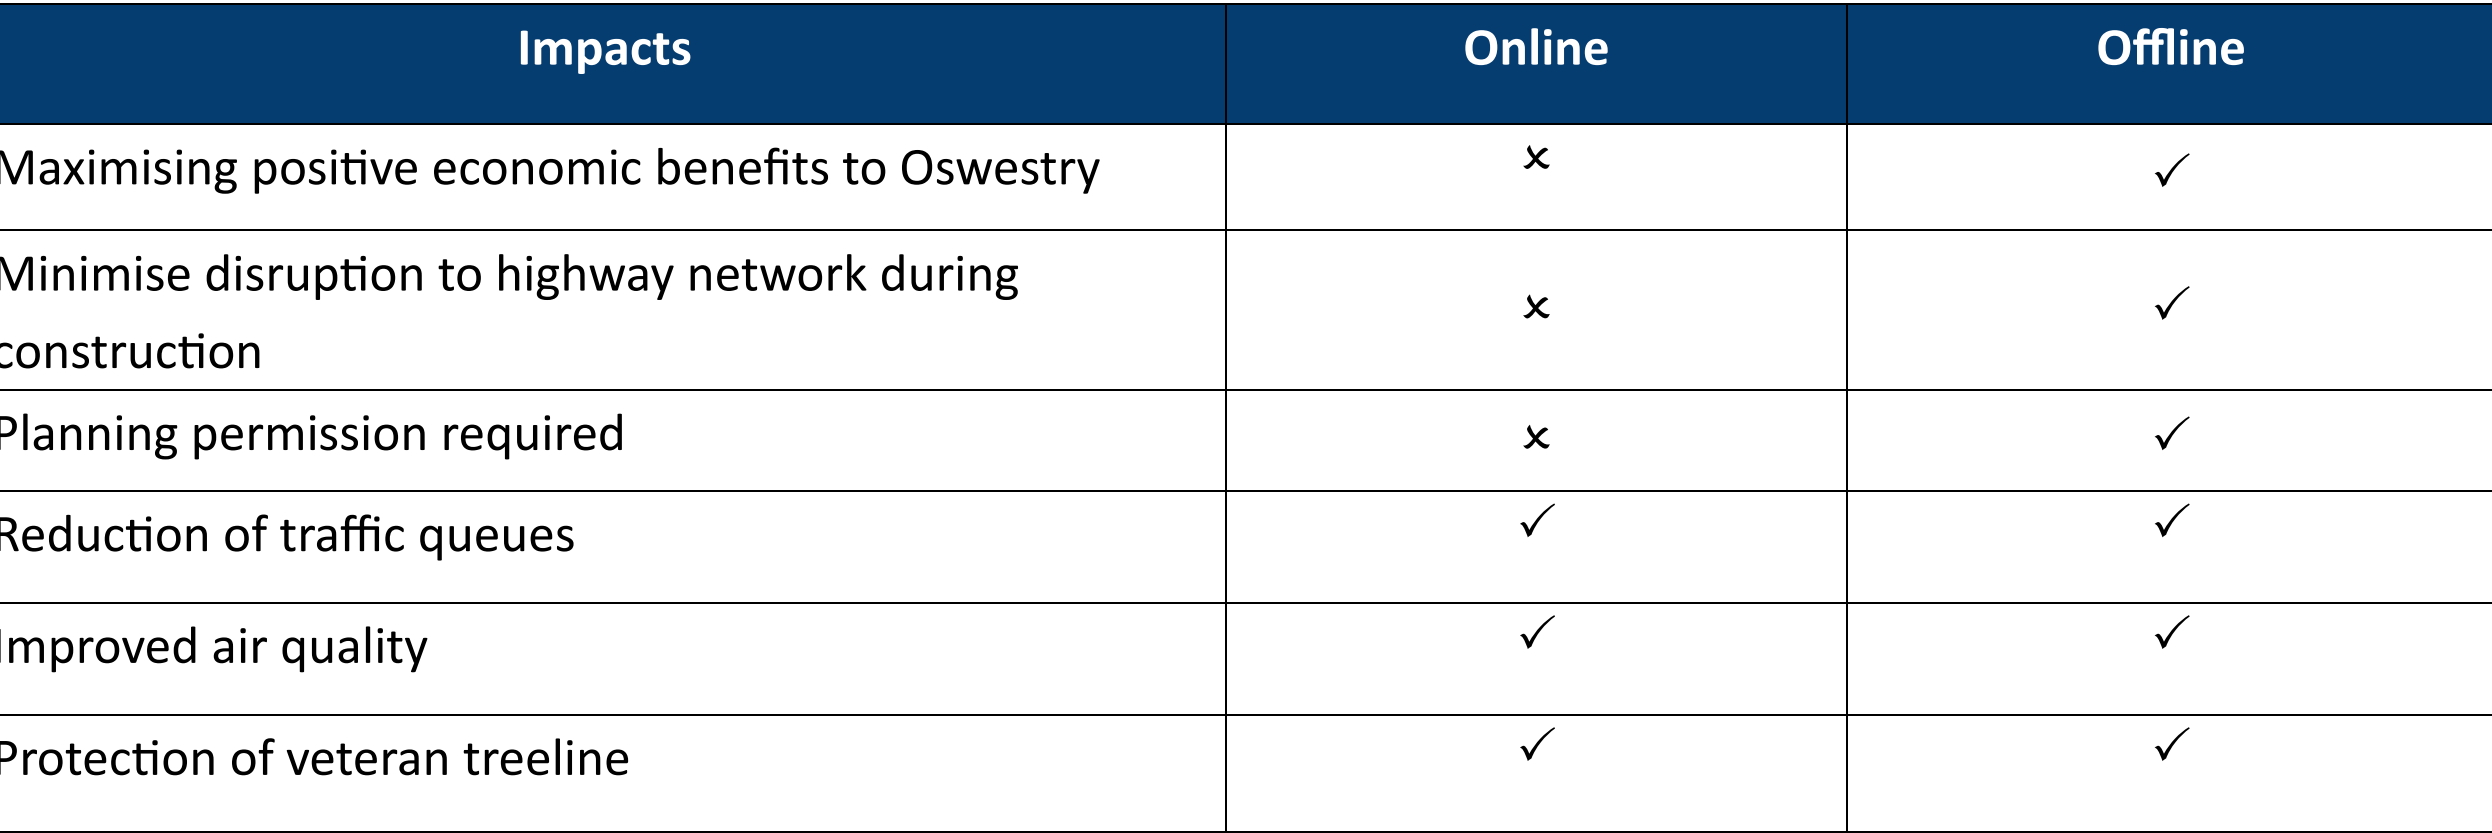 Impacts Online Offline
Maximising positive economic benefits to Oswestry × ✓
Minimise disruption to highway network during
construction × ✓
Planning permission required × ✓
Reduction of traffic queues ✓ ✓
Improved air quality ✓ ✓
Protection of veteran treeline ✓ ✓